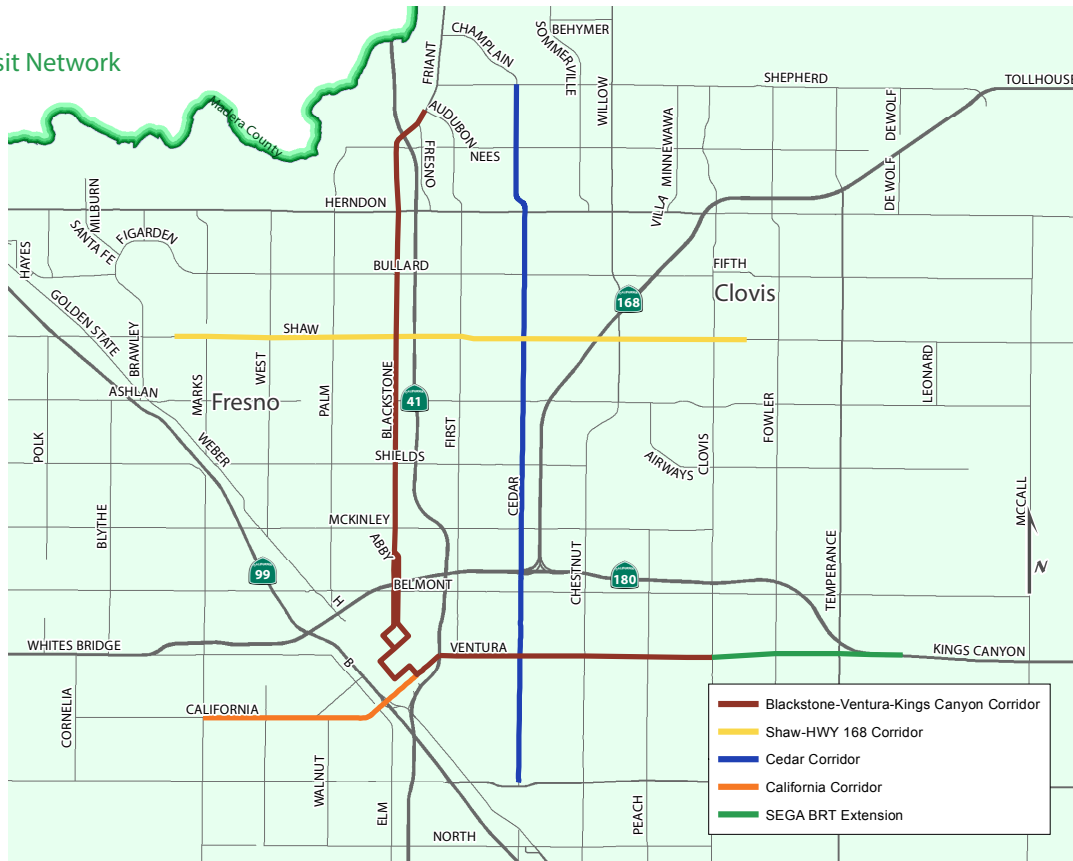 sit Network
Madera County
CHAMPLAIN
FRIANT
SOMMERVILLE
BEHYMER
WILLOW
SHEPHERD
TOLLHOUSE
AUDUBON
NEES
FRESNO
VILLA
MINNEWAWA
DEWOLF
DE WOLF
MILBURN
HERNDON
HAYES
SANTA FE
FIGARDEN
BULLARD
FIFTH
Clovis
CALIFORNIA
168
GOLDEN STATE
BRAWLEY
SHAW
MARKS
WEST
PALM
BLACKSTONE
CALIFORNIA
41
FIRST
LEONARD
ASHLAN
Fresno
FOWLER
POLK
WEBER
SHIELDS
AIRWAYS
CLOVIS
CEDAR
MCCALL
BLYTHE
MCKINLEY
ABBY
CALIFORNIA
99
H
BELMONT
CHESTNUT
CALIFORNIA
180
TEMPERANCE
N
WHITES BRIDGE
B
VENTURA
KINGS CANYON
CORNELIA
CALIFORNIA
WALNUT
ELM
NORTH
PEACH
Blackstone-Ventura-Kings Canyon Corridor
Shaw-HWY 168 Corridor
Cedar Corridor
California Corridor
SEGA BRT Extension